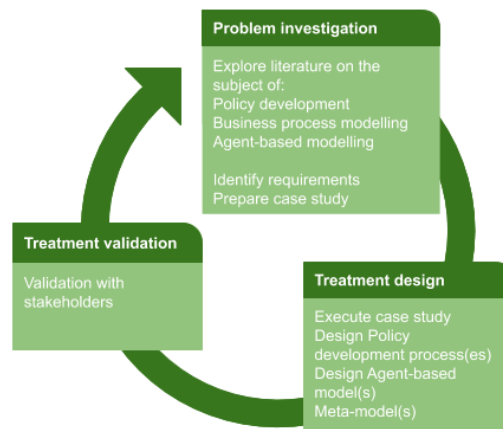 Problem investigation
Explore literature on the
subject of:
Policy development
Business process modelling
Agent-based modelling
Identify requirements
Prepare case study
Treatment validation
Validation with
stakeholders
Treatment design
Execute case study
Design Policy
development process(es)
Design Agent-based
model(s)
Meta-model(s)